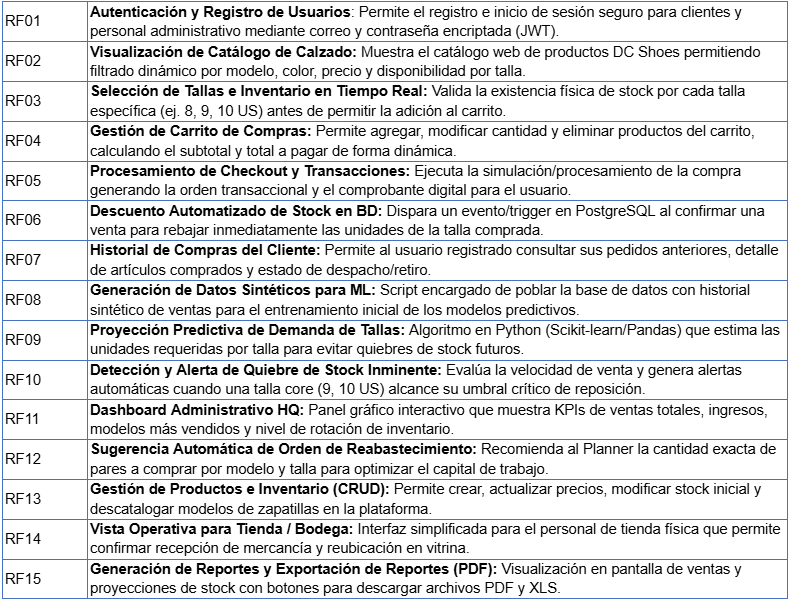 RF01
Autenticación y Registro de Usuarios: Permite el registro e inicio de sesión seguro para clientes y
personal administrativo mediante correo y contraseña encriptada (JWT).
RF02
Visualización de Catálogo de Calzado: Muestra el catálogo web de productos DC Shoes permitiendo
filtrado dinámico por modelo, color, precio y disponibilidad por talla.
RF03
Selección de Tallas e Inventario en Tiempo Real: Valida la existencia física de stock por cada talla
específica (ej. 8, 9, 10 US) antes de permitir la adición al carrito.
RF04
Gestión de Carrito de Compras: Permite agregar, modificar cantidad y eliminar productos del carrito,
calculando el subtotal y total a pagar de forma dinámica.
RF05
Procesamiento de Checkout y Transacciones: Ejecuta la simulación/procesamiento de la compra
generando la orden transaccional y el comprobante digital para el usuario.
RF06
Descuento Automatizado de Stock en BD: Dispara un evento/trigger en PostgreSQL al confirmar una
venta para rebajar inmediatamente las unidades de la talla comprada.
RF07
Historial de Compras del Cliente: Permite al usuario registrado consultar sus pedidos anteriores, detalle
de artículos comprados y estado de despacho/retiro.
RF08
Generación de Datos Sintéticos para ML: Script encargado de poblar la base de datos con historial
sintético de ventas para el entrenamiento inicial de los modelos predictivos.
RF09
Proyección Predictiva de Demanda de Tallas: Algoritmo en Python (Scikit-learn/Pandas) que estima las
unidades requeridas por talla para evitar quiebres de stock futuros.
RF10
Detección y Alerta de Quiebre de Stock Inminente: Evalúa la velocidad de venta y genera alertas
automáticas cuando una talla core (9, 10 US) alcance su umbral crítico de reposición.
RF11
Dashboard Administrativo HQ: Panel gráfico interactivo que muestra KPIs de ventas totales, ingresos,
modelos más vendidos y nivel de rotación de inventario.
RF12
Sugerencia Automática de Orden de Reabastecimiento: Recomienda al Planner la cantidad exacta de
pares a comprar por modelo y talla para optimizar el capital de trabajo.
RF13
Gestión de Productos e Inventario (CRUD): Permite crear, actualizar precios, modificar stock inicial y
descatalogar modelos de zapatillas en la plataforma.
RF14
Vista Operativa para Tienda / Bodega: Interfaz simplificada para el personal de tienda física que permite
confirmar recepción de mercancía y reubicación en vitrina.
RF15
Generación de Reportes y Exportación de Reportes (PDF): Visualización en pantalla de ventas y
proyecciones de stock con botones para descargar archivos PDF y XLS.